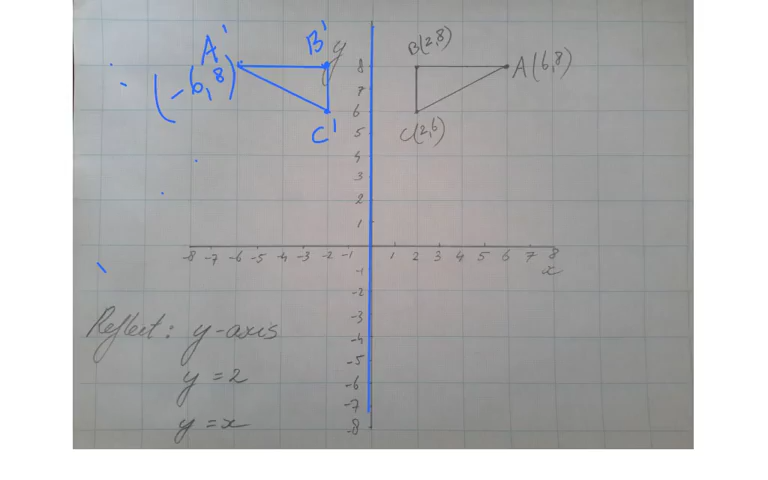 A' B' y B(2,8)
(-6,8) 8 A(6,8)
7
6
C' 5 C(2,6)
4
3
2
1
-8 -7 -6 -5 -4 -3 -2 -1 1 2 3 4 5 6 7 8
-1 x
-2
-3
Reflect: y-axis
-4
-5
y = 2
-6
-7
y = x
-8